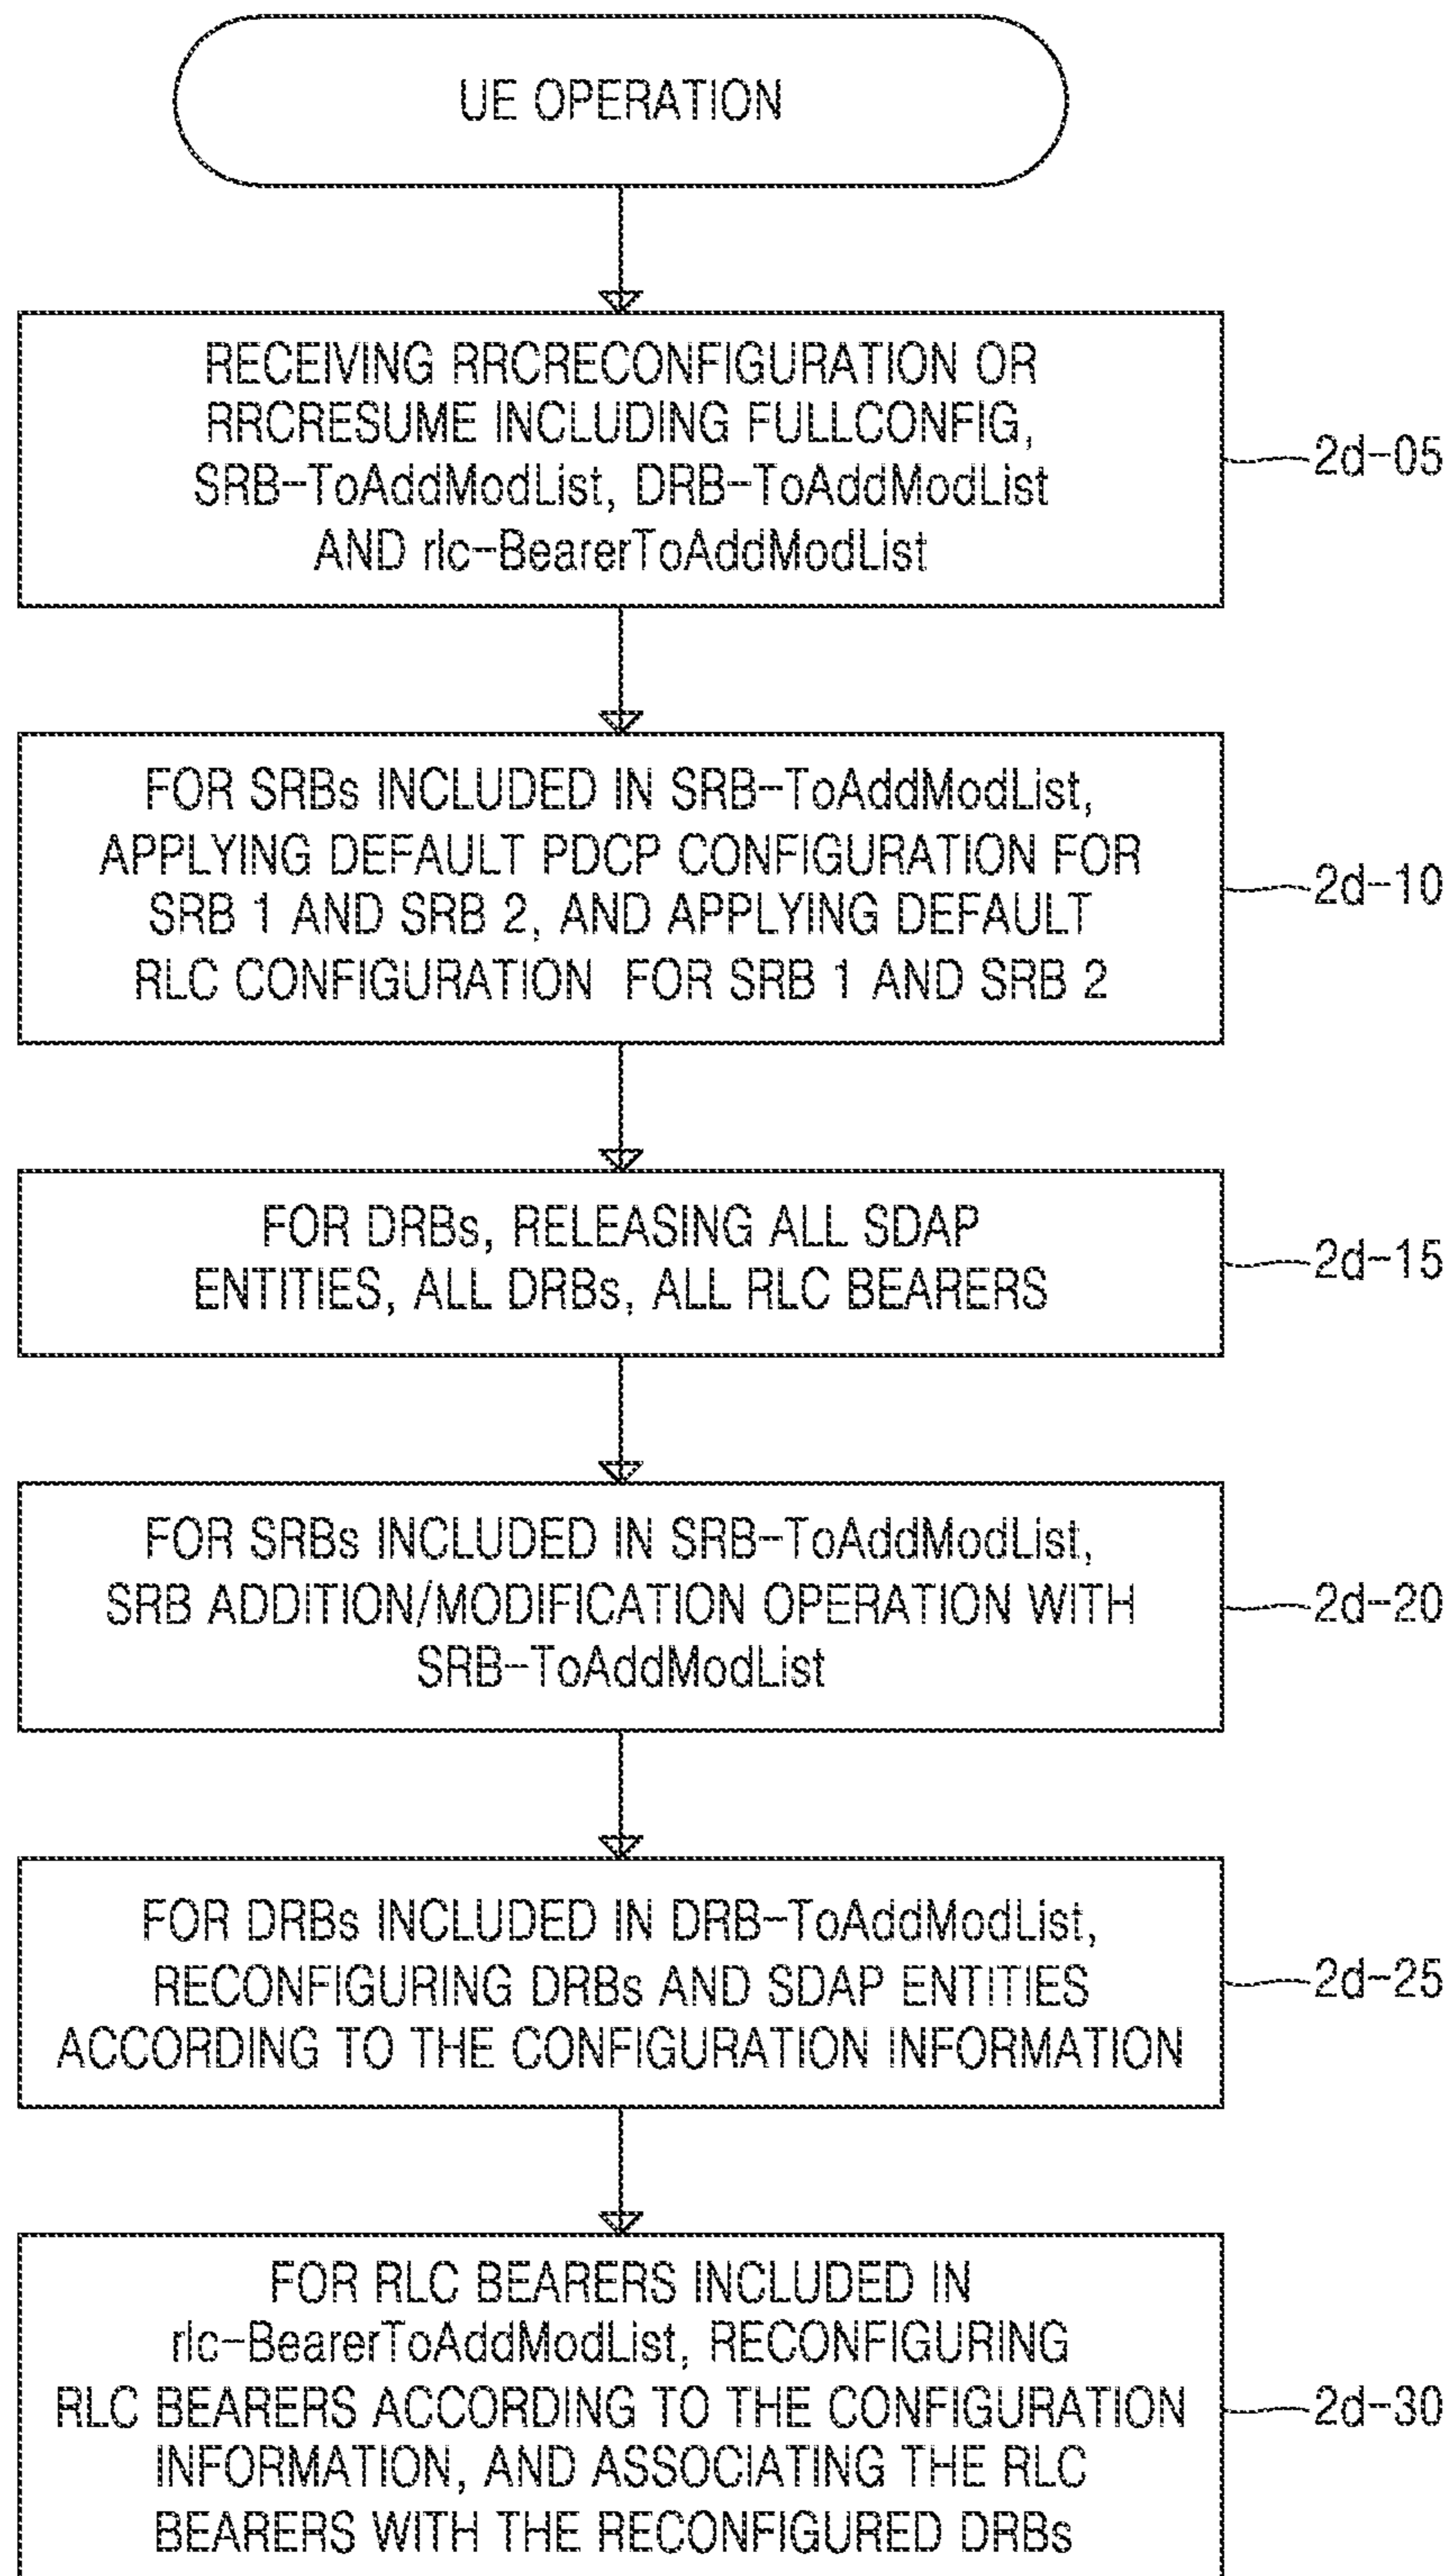 UE OPERATION
RECEIVING RRCRECONFIGURATION OR
RRCRESUME INCLUDING FULLCONFIG,
SRB-ToAddModList, DRB-ToAddModList
AND rlc-BearerToAddModList
2d-05
FOR SRBs INCLUDED IN SRB-ToAddModList,
APPLYING DEFAULT PDCP CONFIGURATION FOR
SRB 1 AND SRB 2, AND APPLYING DEFAULT
RLC CONFIGURATION FOR SRB 1 AND SRB 2
2d-10
FOR DRBs, RELEASING ALL SDAP
ENTITIES, ALL DRBs, ALL RLC BEARERS
2d-15
FOR SRBs INCLUDED IN SRB-ToAddModList,
SRB ADDITION/MODIFICATION OPERATION WITH
SRB-ToAddModList
2d-20
FOR DRBs INCLUDED IN DRB-ToAddModList,
RECONFIGURING DRBs AND SDAP ENTITIES
ACCORDING TO THE CONFIGURATION INFORMATION
2d-25
FOR RLC BEARERS INCLUDED IN
rlc-BearerToAddModList, RECONFIGURING
RLC BEARERS ACCORDING TO THE CONFIGURATION
INFORMATION, AND ASSOCIATING THE RLC
BEARERS WITH THE RECONFIGURED DRBs
2d-30